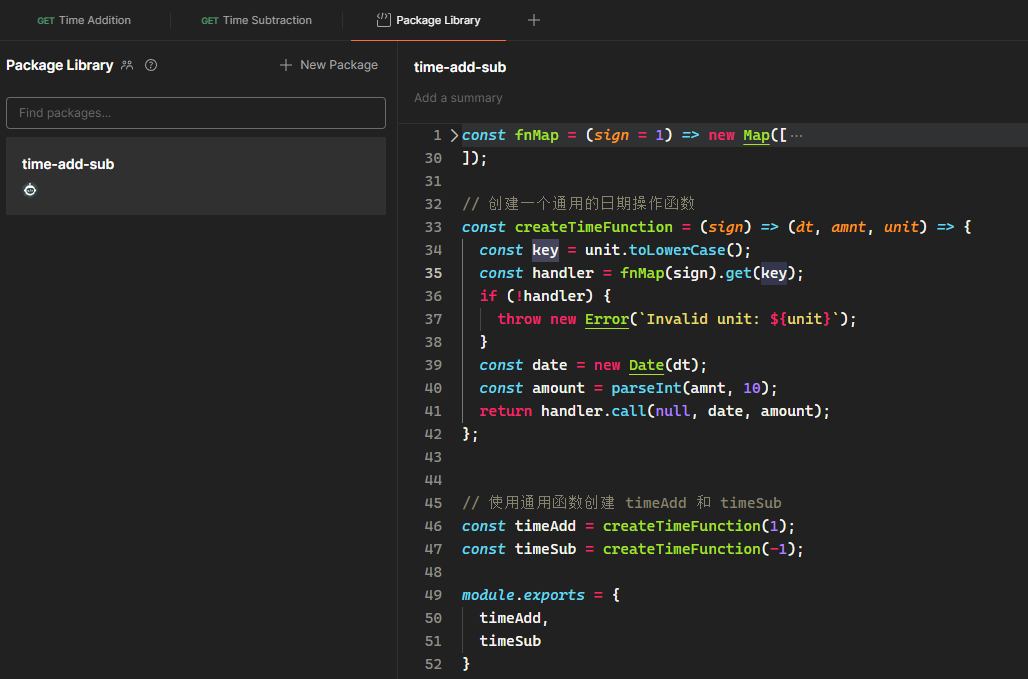 GET Time Addition
GET Time Subtraction
Package Library
Package Library
New Package
Find packages...
time-add-sub
time-add-sub
Add a summary
1 const fnMap = (sign = 1) => new Map([ ···
30 ]);
31
32 // 创建一个通用的日期操作函数
33 const createTimeFunction = (sign) => (dt, amnt, unit) => {
34 const key = unit.toLowerCase();
35 const handler = fnMap(sign).get(key);
36 if (!handler) {
37 throw new Error(`Invalid unit: ${unit}`);
38 }
39 const date = new Date(dt);
40 const amount = parseInt(amnt, 10);
41 return handler.call(null, date, amount);
42 };
43
44
45 // 使用通用函数创建 timeAdd 和 timeSub
46 const timeAdd = createTimeFunction(1);
47 const timeSub = createTimeFunction(-1);
48
49 module.exports = {
50 timeAdd,
51 timeSub
52 }